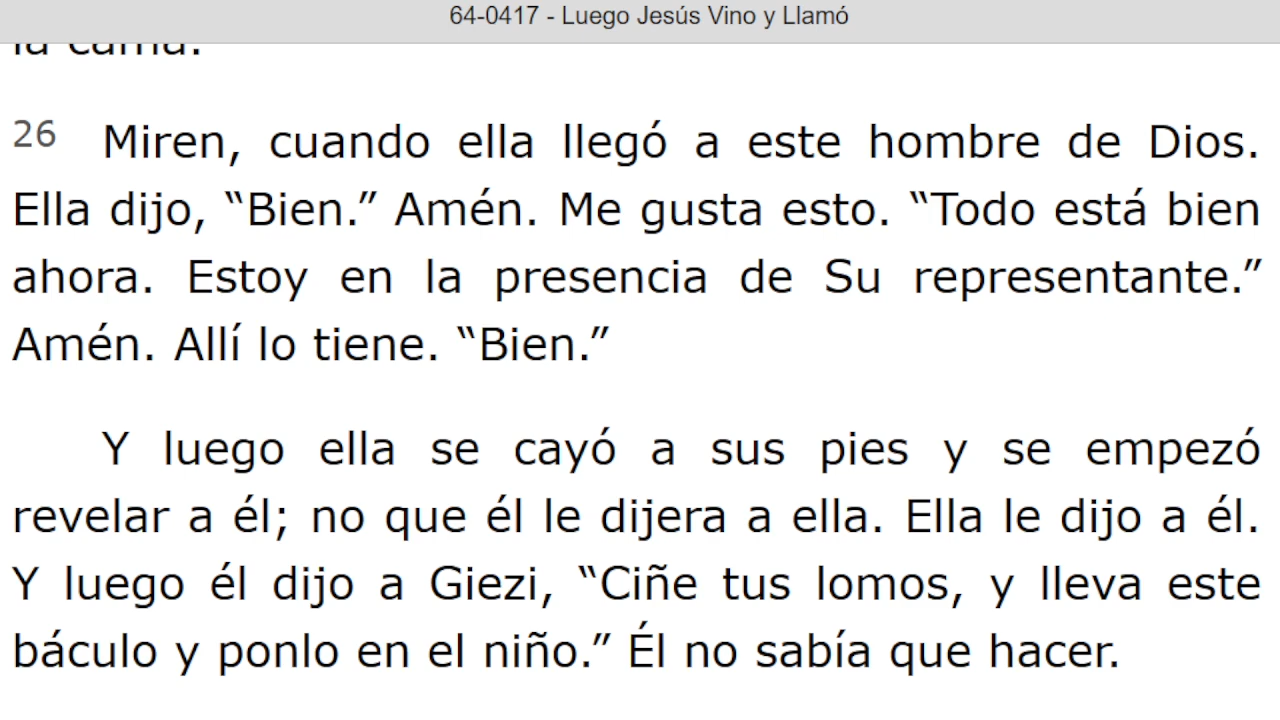 64-0417 - Luego Jesús Vino y Llamó
la cama.
26 Miren, cuando ella llegó a este hombre de Dios.
Ella dijo, “Bien.” Amén. Me gusta esto. “Todo está bien
ahora. Estoy en la presencia de Su representante.”
Amén. Allí lo tiene. “Bien.”
Y luego ella se cayó a sus pies y se empezó
revelar a él; no que él le dijera a ella. Ella le dijo a él.
Y luego él dijo a Giezi, “Ciñe tus lomos, y lleva este
báculo y ponlo en el niño.” Él no sabía que hacer.